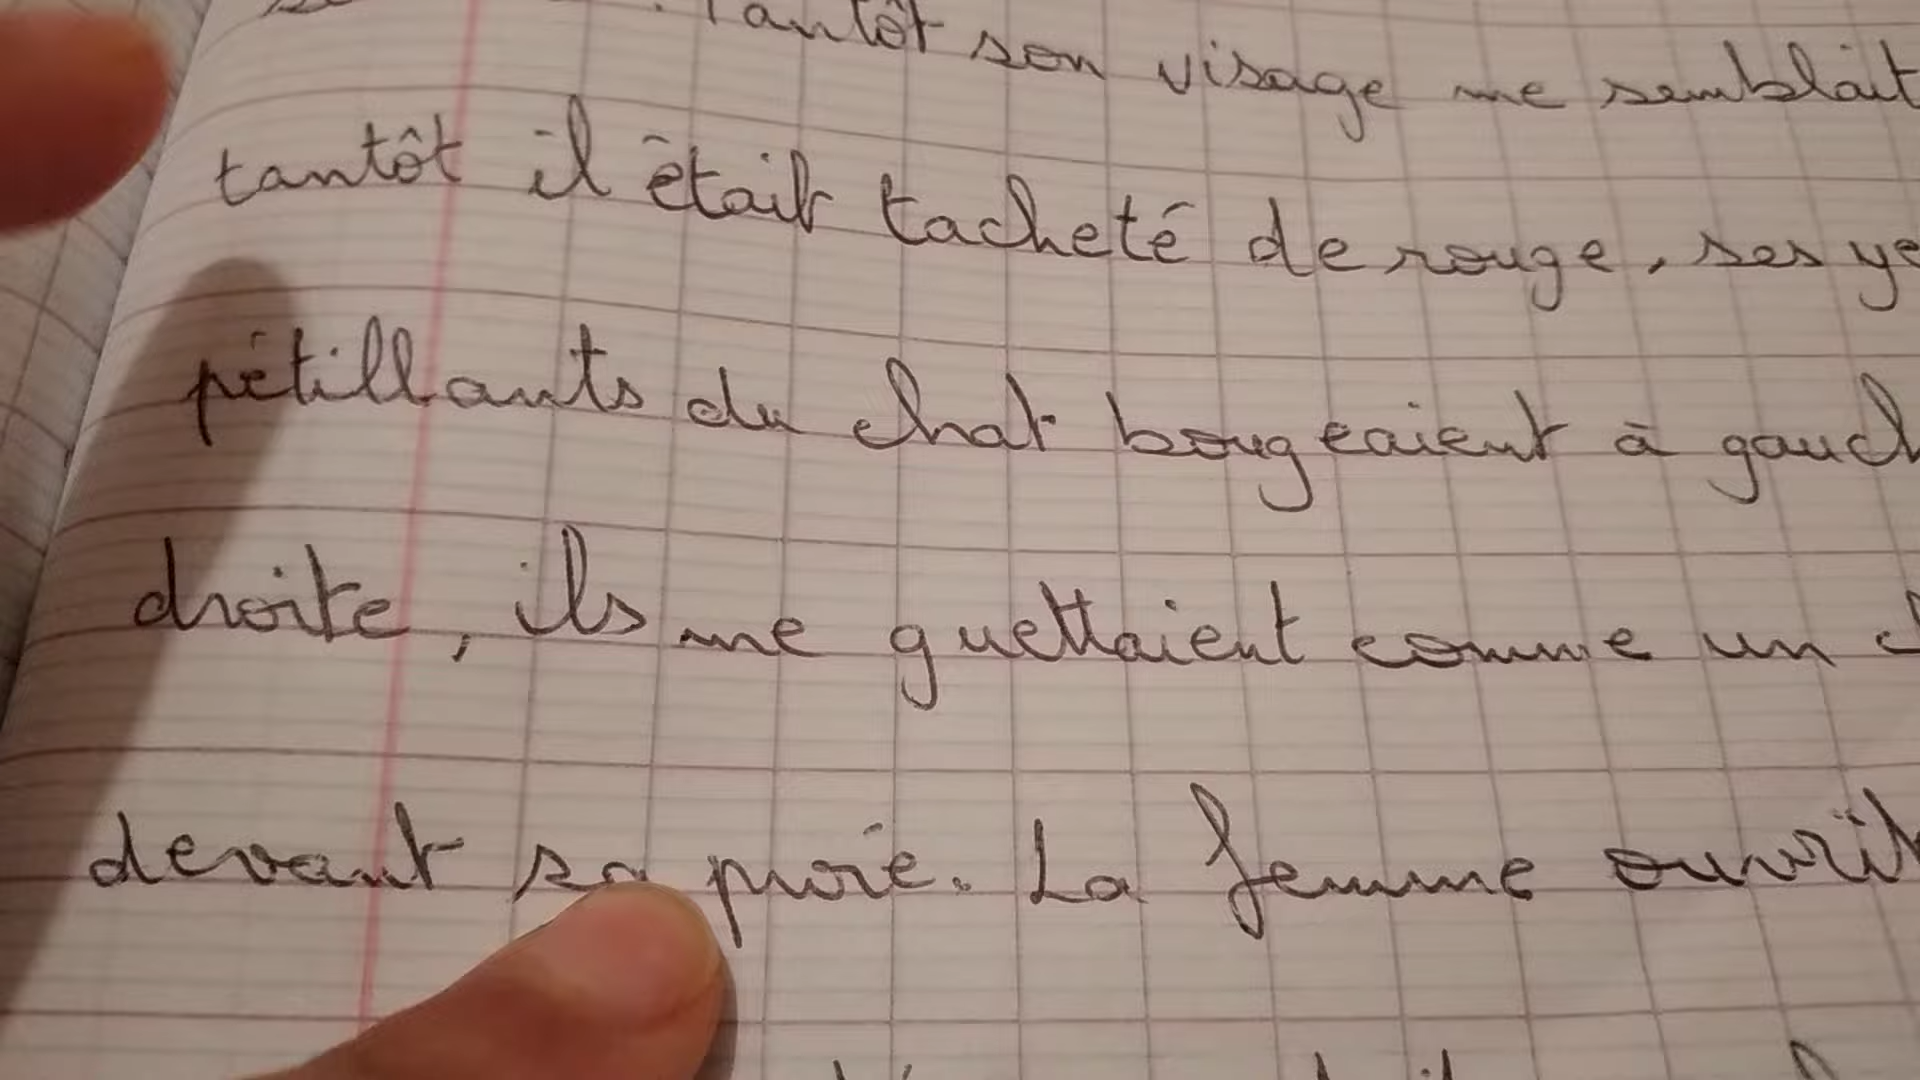 Tantôt son visage me semblait
tantôt il était tacheté de rouge, ses
pétillants du chat bougeaient à
droite, ils me guettaient comme un
devant sa proie. La femme ouvrit